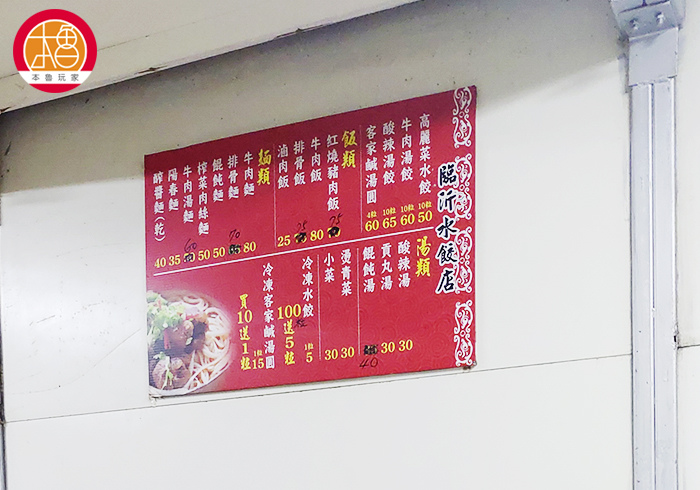 本魯玩家
臨沂水餃店
高麗菜水餃 10粒 50
牛肉湯餃 10粒 60
酸辣湯餃 10粒 65
客家鹹湯圓 4粒 60
飯類
紅燒豬肉飯 75
牛肉飯 80
排骨飯 75
滷肉飯 25
麵類
牛肉麵 80
排骨麵 70
餛飩麵 50
榨菜肉絲麵 50
牛肉湯麵 60
陽春麵 35
醡醬麵(乾) 40
湯類
酸辣湯 30
貢丸湯 30
餛飩湯 40
燙青菜 30
小菜 30
冷凍水餃 1粒 5
100粒送5粒
冷凍客家鹹湯圓 1粒 15
買10送1粒